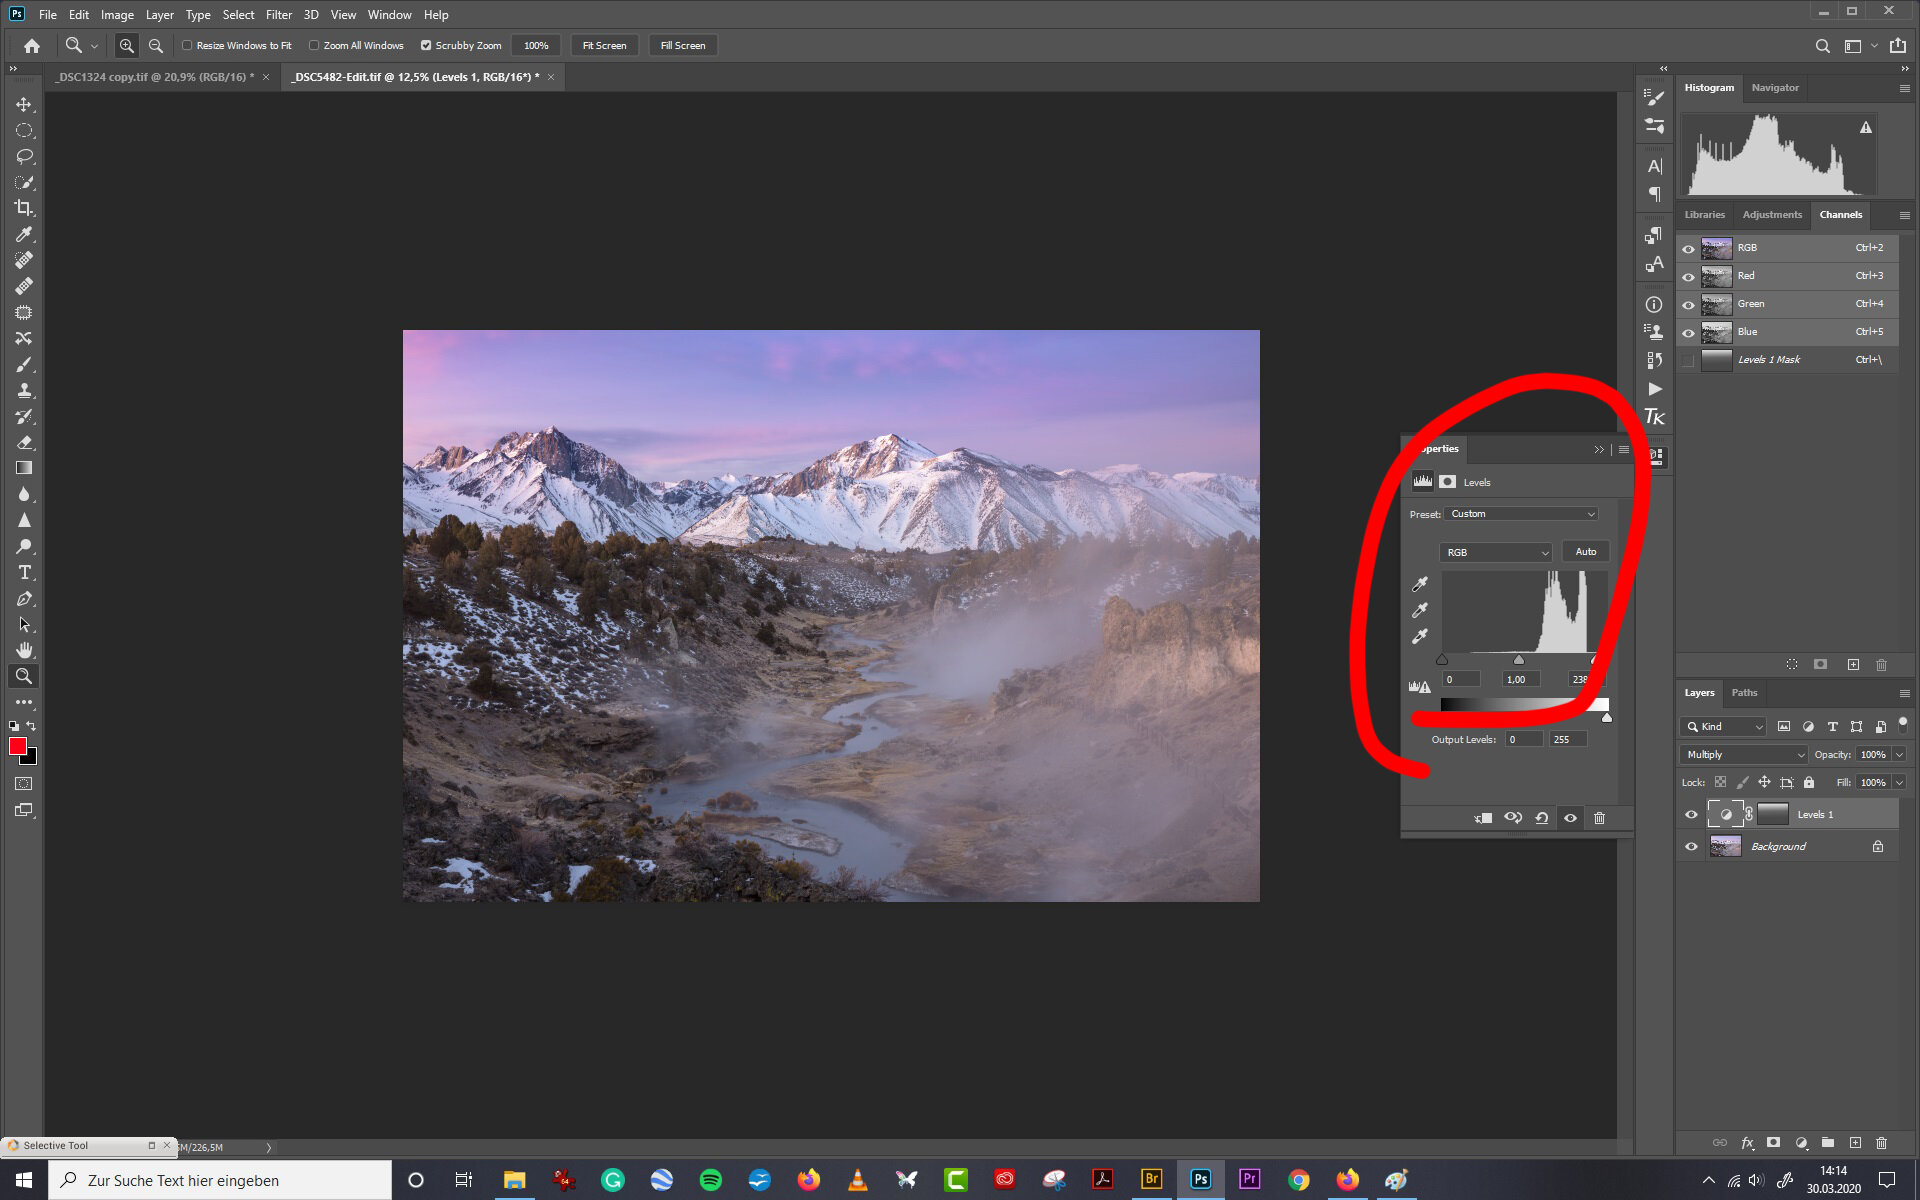 Ps File Edit Image Layer Type Select Filter 3D View Window Help
Resize Windows to Fit Zoom All Windows Scrubby Zoom 100% Fit Screen Fill Screen
_DSC1324 copy.tif @ 20,9% (RGB/16) * × _DSC5482-Edit.tif @ 12,5% (Levels 1, RGB/16*) * ×
Histogram Navigator
Libraries Adjustments Channels
RGB Ctrl+2
Red Ctrl+3
Green Ctrl+4
Blue Ctrl+5
Levels 1 Mask Ctrl+\
TK
operties
Levels
Preset: Custom
RGB Auto
0 1,00 238
Output Levels: 0 255
Layers Paths
Kind
Multiply Opacity: 100%
Lock: Fill: 100%
Levels 1
Background
fx
Selective Tool
5M/226,5M
Zur Suche Text hier eingeben
Br Ps Pr
14:14
30.03.2020